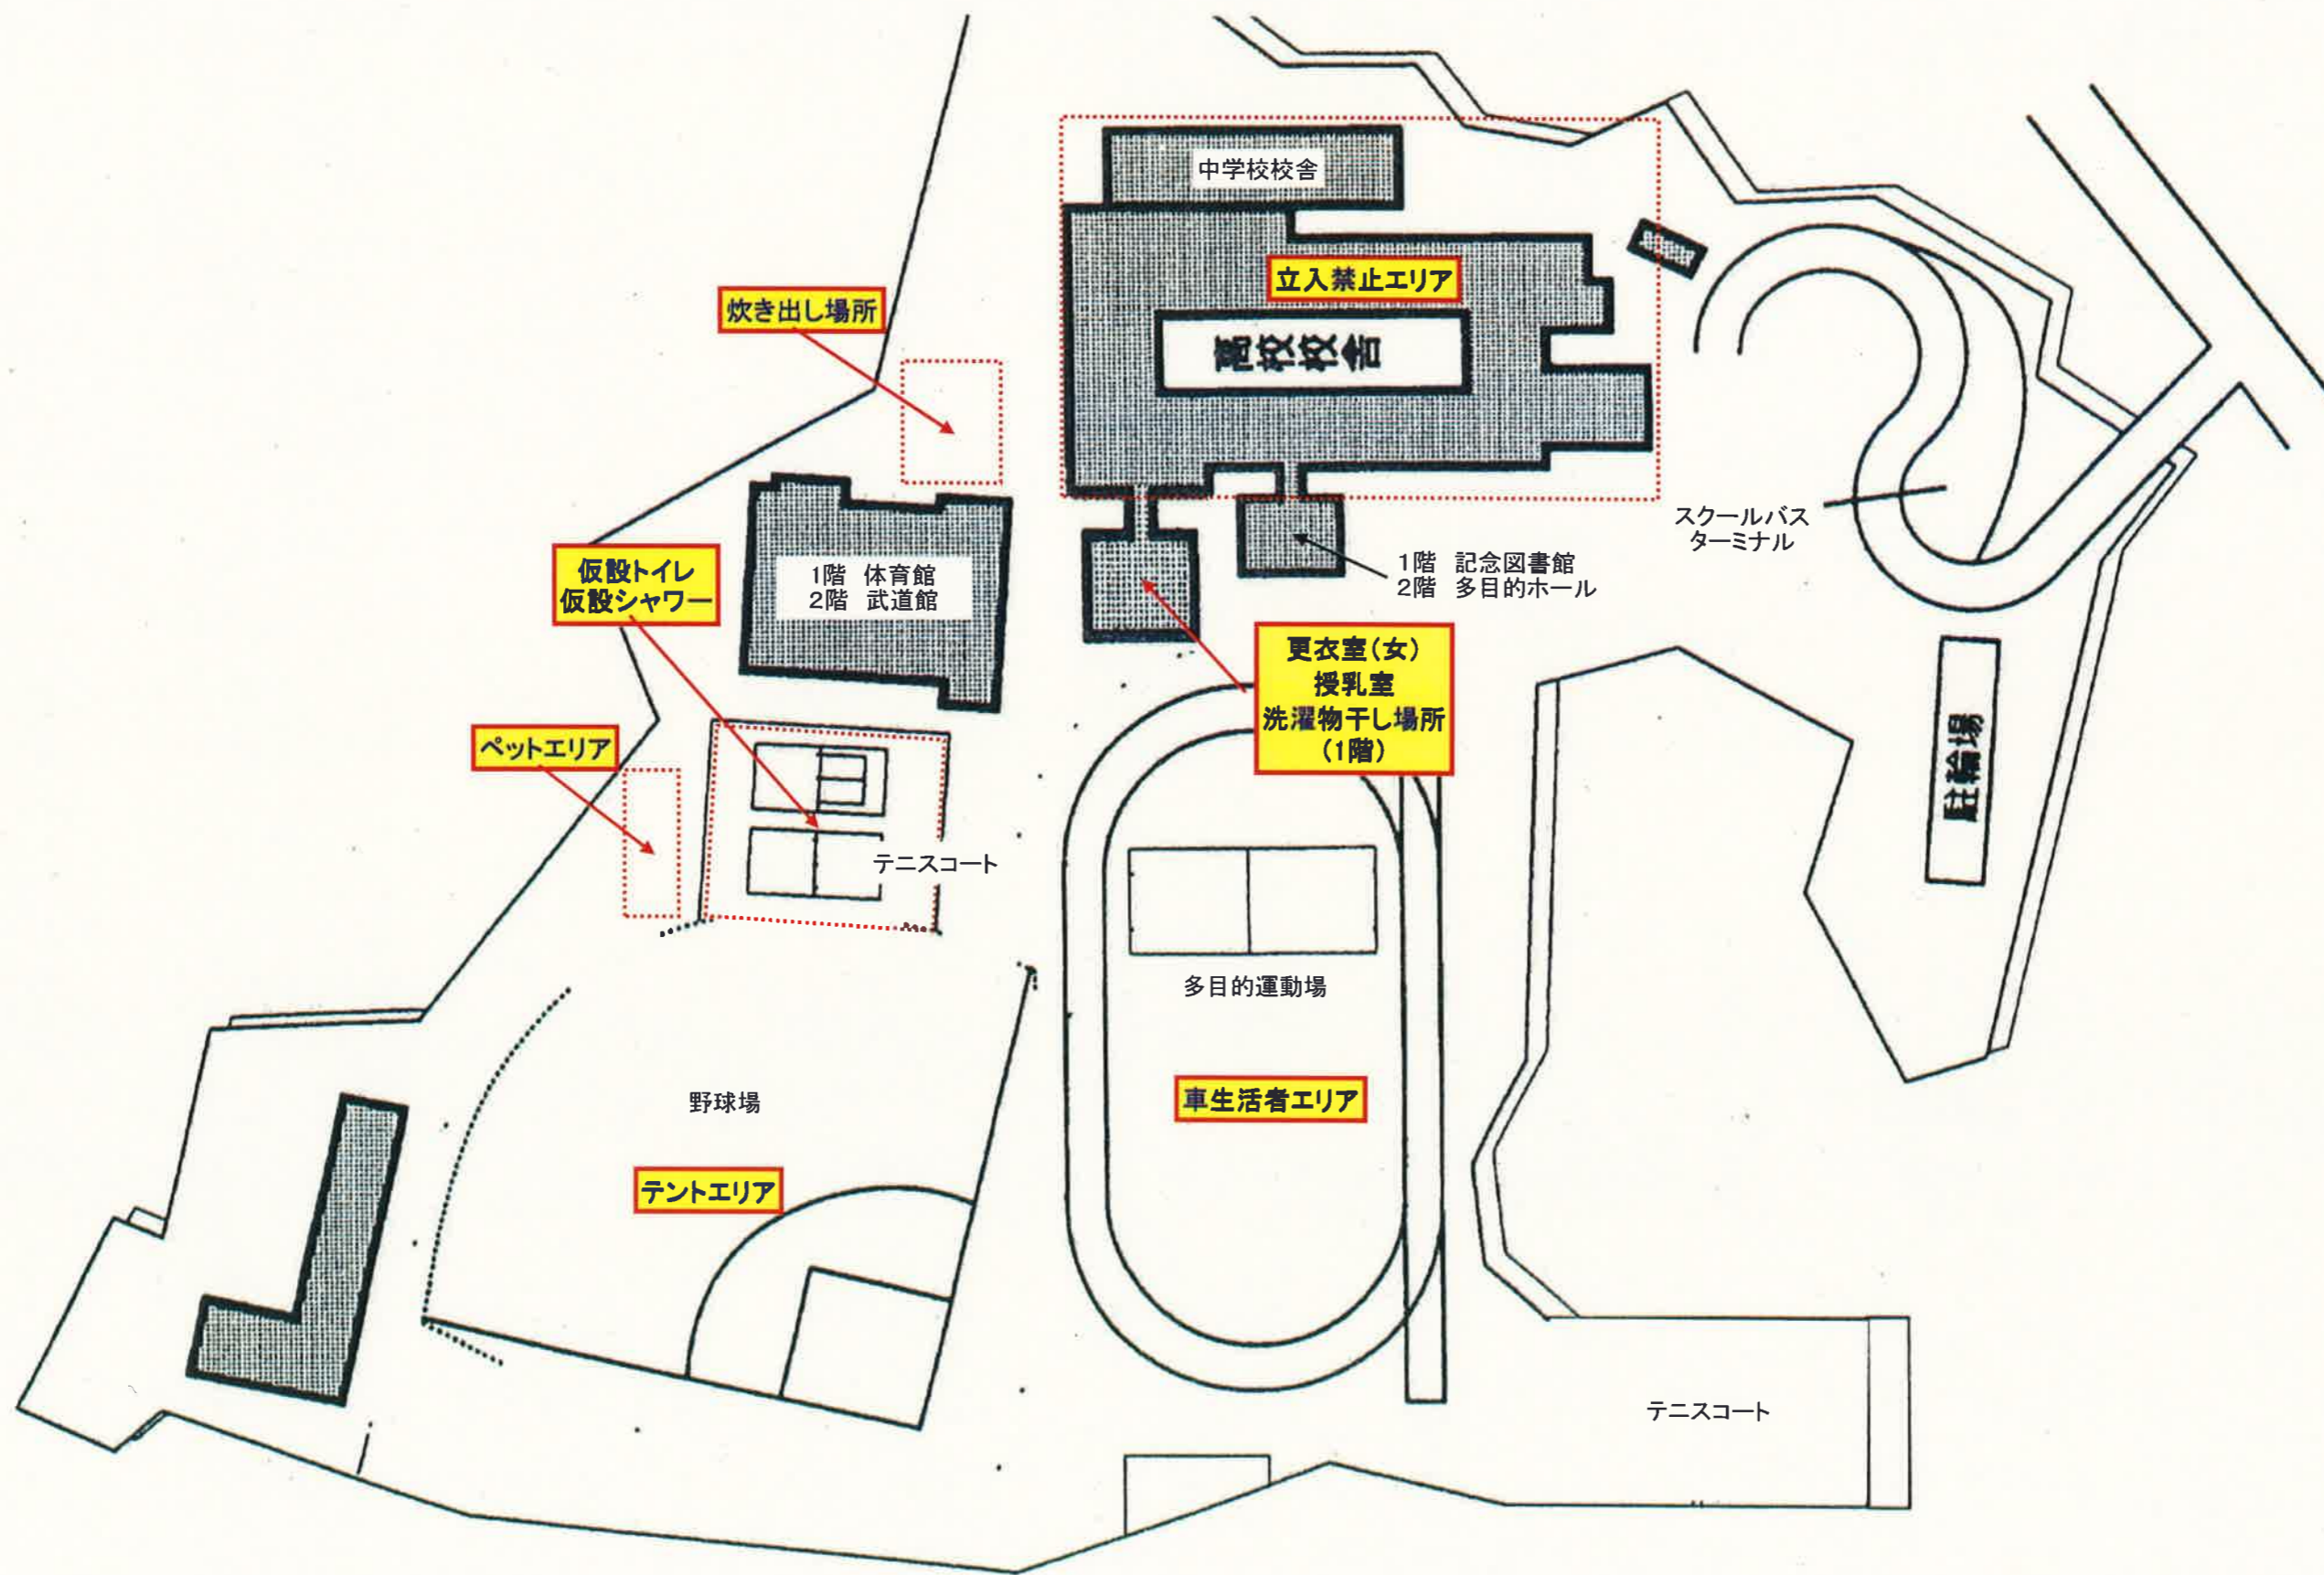 中学校校舎
立入禁止エリア
炊き出し場所
高校校舎
スクールバス
ターミナル
仮設トイレ
仮設シャワー
1階　体育館
2階　武道館
1階　記念図書館
2階　多目的ホール
更衣室（女）
授乳室
洗濯物干し場所
（1階）
ペットエリア
駐輪場
テニスコート
多目的運動場
野球場
車生活者エリア
テントエリア
テニスコート